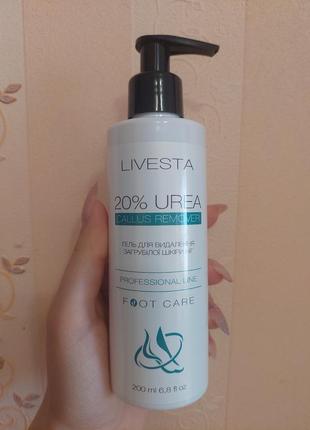 LIVESTA
20% UREA
CALLUS REMOVER
ГЕЛЬ ДЛЯ ВИДАЛЕННЯ
ЗАГРУБІЛОЇ ШКІРИ НІГ
PROFESSIONAL LINE
FOOT CARE
200 ml 6,8 fl oz